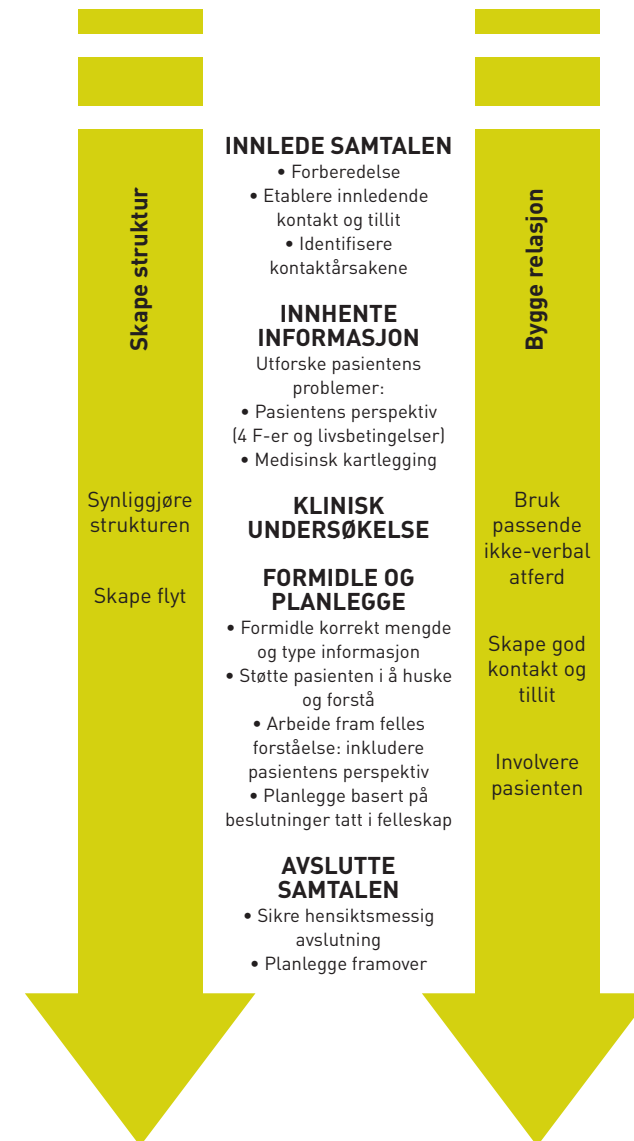 Skape struktur
Synliggjøre
strukturen
Skape flyt
INNLEDE SAMTALEN
• Forberedelse
• Etablere innledende
kontakt og tillit
• Identifisere
kontaktårsakene
INNHENTE
INFORMASJON
Utforske pasientens
problemer:
• Pasientens perspektiv
(4 F-er og livsbetingelser)
• Medisinsk kartlegging
KLINISK
UNDERSØKELSE
FORMIDLE OG
PLANLEGGE
• Formidle korrekt mengde
og type informasjon
• Støtte pasienten i å huske
og forstå
• Arbeide fram felles
forståelse: inkludere
pasientens perspektiv
• Planlegge basert på
beslutninger tatt i felleskap
AVSLUTTE
SAMTALEN
• Sikre hensiktsmessig
avslutning
• Planlegge framover
Bygge relasjon
Bruk
passende
ikke-verbal
atferd
Skape god
kontakt og
tillit
Involvere
pasienten